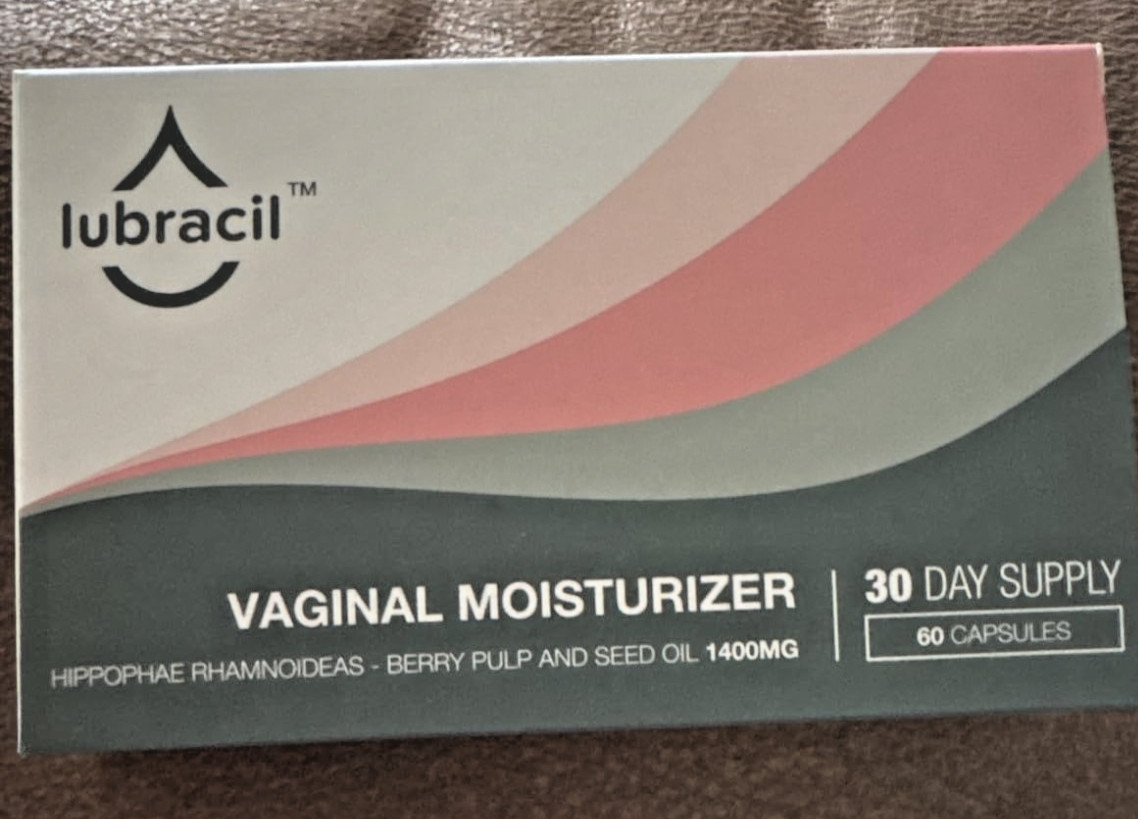 lubracil™
VAGINAL MOISTURIZER
HIPPOPHAE RHAMNOIDEAS - BERRY PULP AND SEED OIL 1400MG
30 DAY SUPPLY
60 CAPSULES